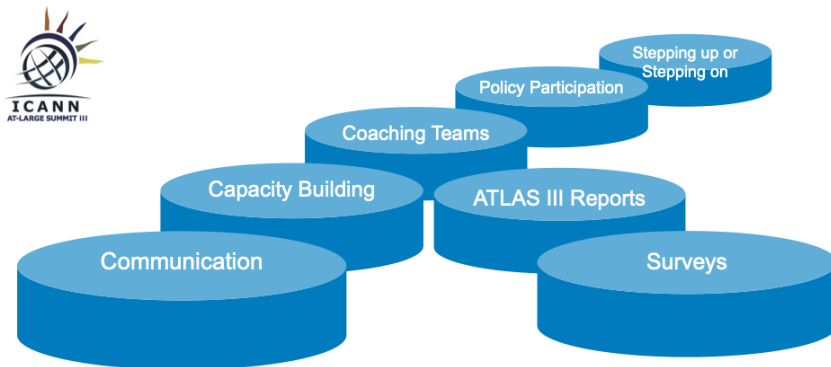 ICANN
AT-LARGE SUMMIT III
Stepping up or
Stepping on
Policy Participation
Coaching Teams
Capacity Building
ATLAS III Reports
Communication
Surveys